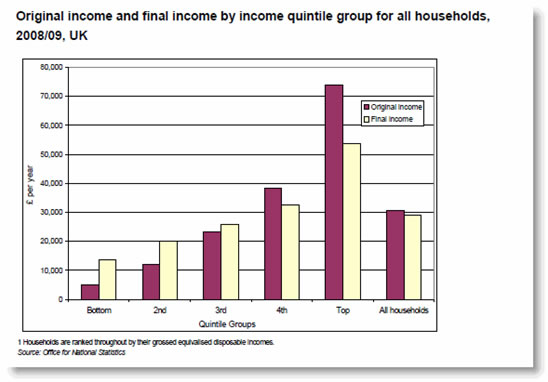 Original income and final income by income quintile group for all households,
2008/09, UK
80,000
70,000
60,000
50,000
40,000
30,000
20,000
10,000
0
£ per year
Original income
Final income
Bottom 2nd 3rd 4th Top All households
Quintile Groups
1 Households are ranked throughout by their grossed equivalised disposable incomes.
Source: Office for National Statistics